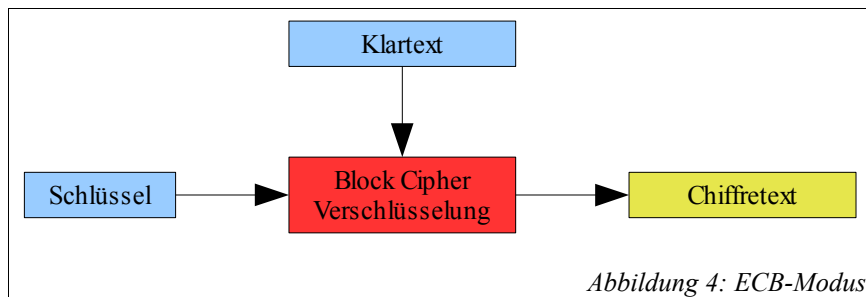 Klartext
Schlüssel
Block Cipher
Verschlüsselung
Chiffretext
Abbildung 4: ECB-Modus